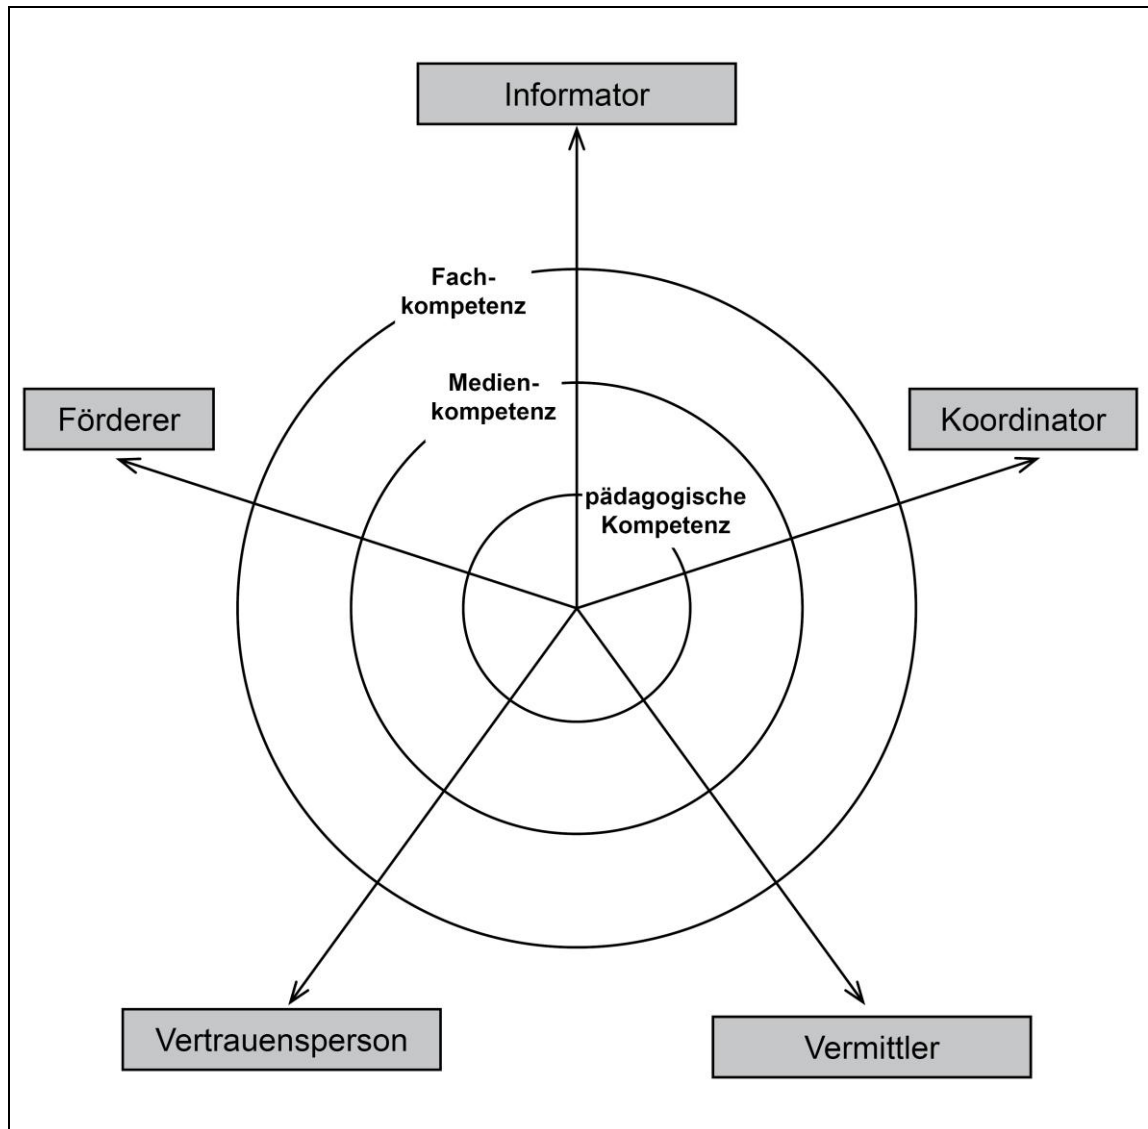 Informator
Fach-
kompetenz
Medien-
kompetenz
Förderer
Koordinator
pädagogische
Kompetenz
Vertrauensperson
Vermittler